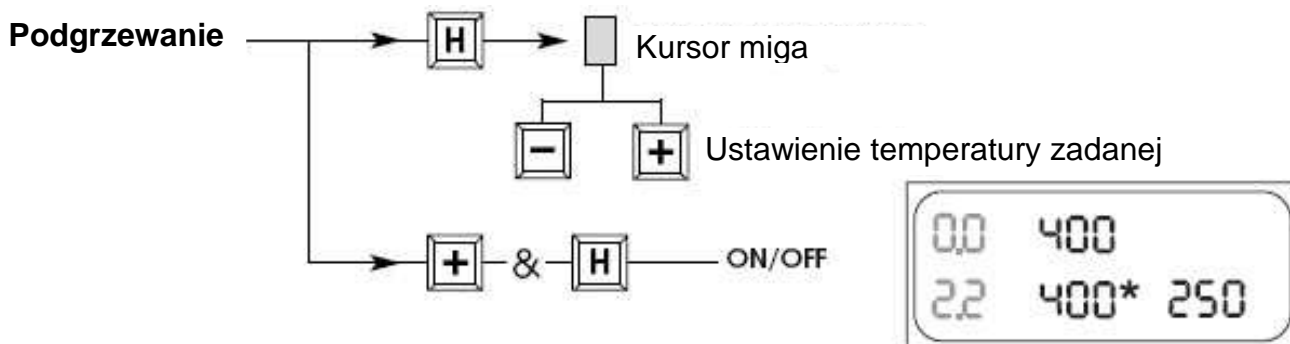 Podgrzewanie
H
Kursor miga
− +
Ustawienie temperatury zadanej
+ & H ON/OFF
0.0 400
2.2 400* 250